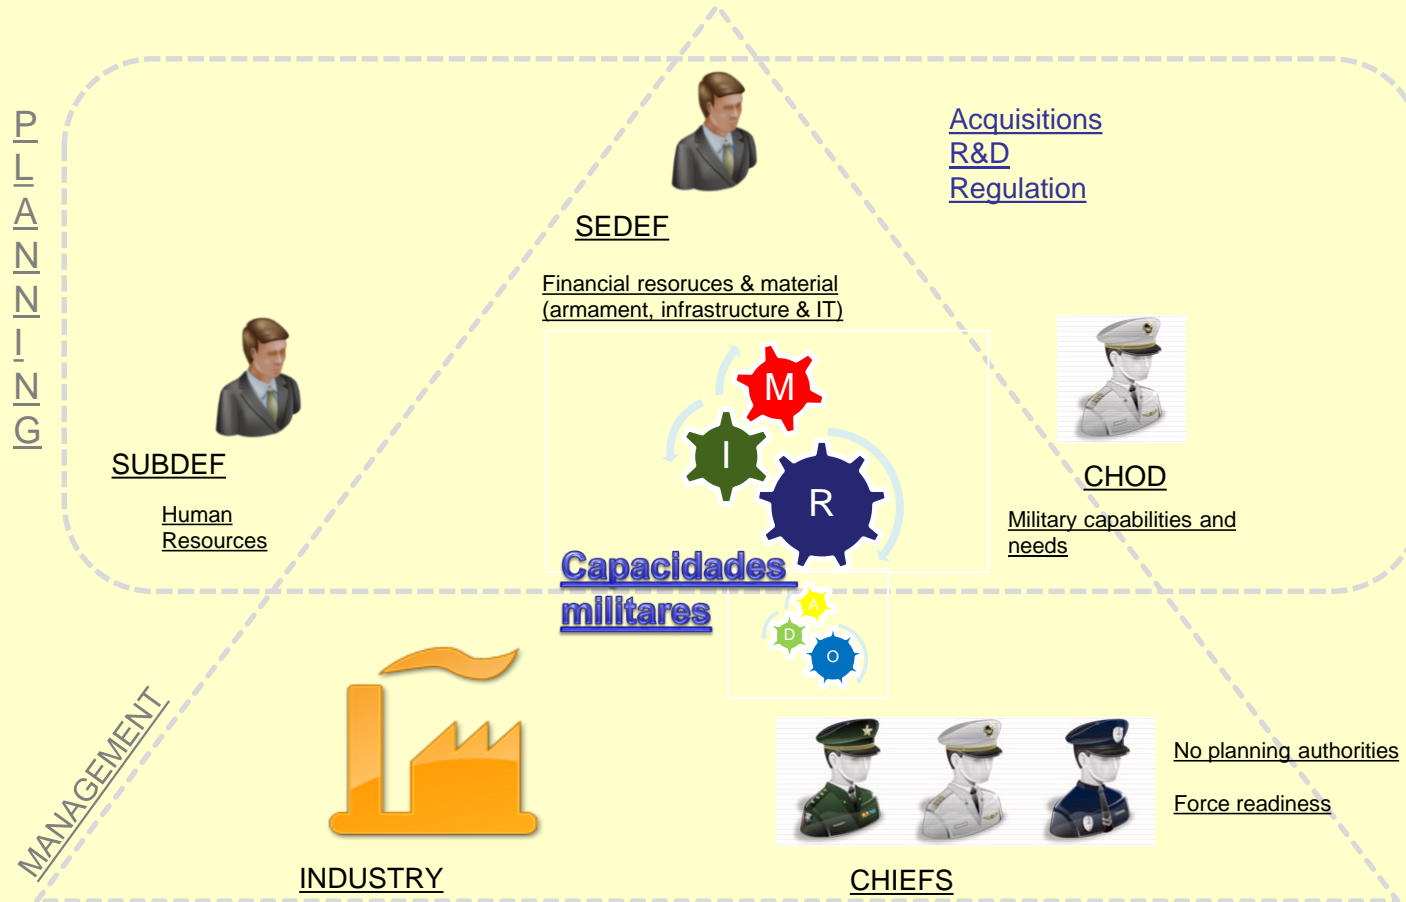 PLANNING
Acquisitions
R&D
Regulation
SEDEF
Financial resoruces & material
(armament, infrastructure & IT)
M
I
R
SUBDEF
Human
Resources
CHOD
Military capabilities and
needs
Capacidades
militares
A
D
O
MANAGEMENT
No planning authorities
Force readiness
INDUSTRY
CHIEFS